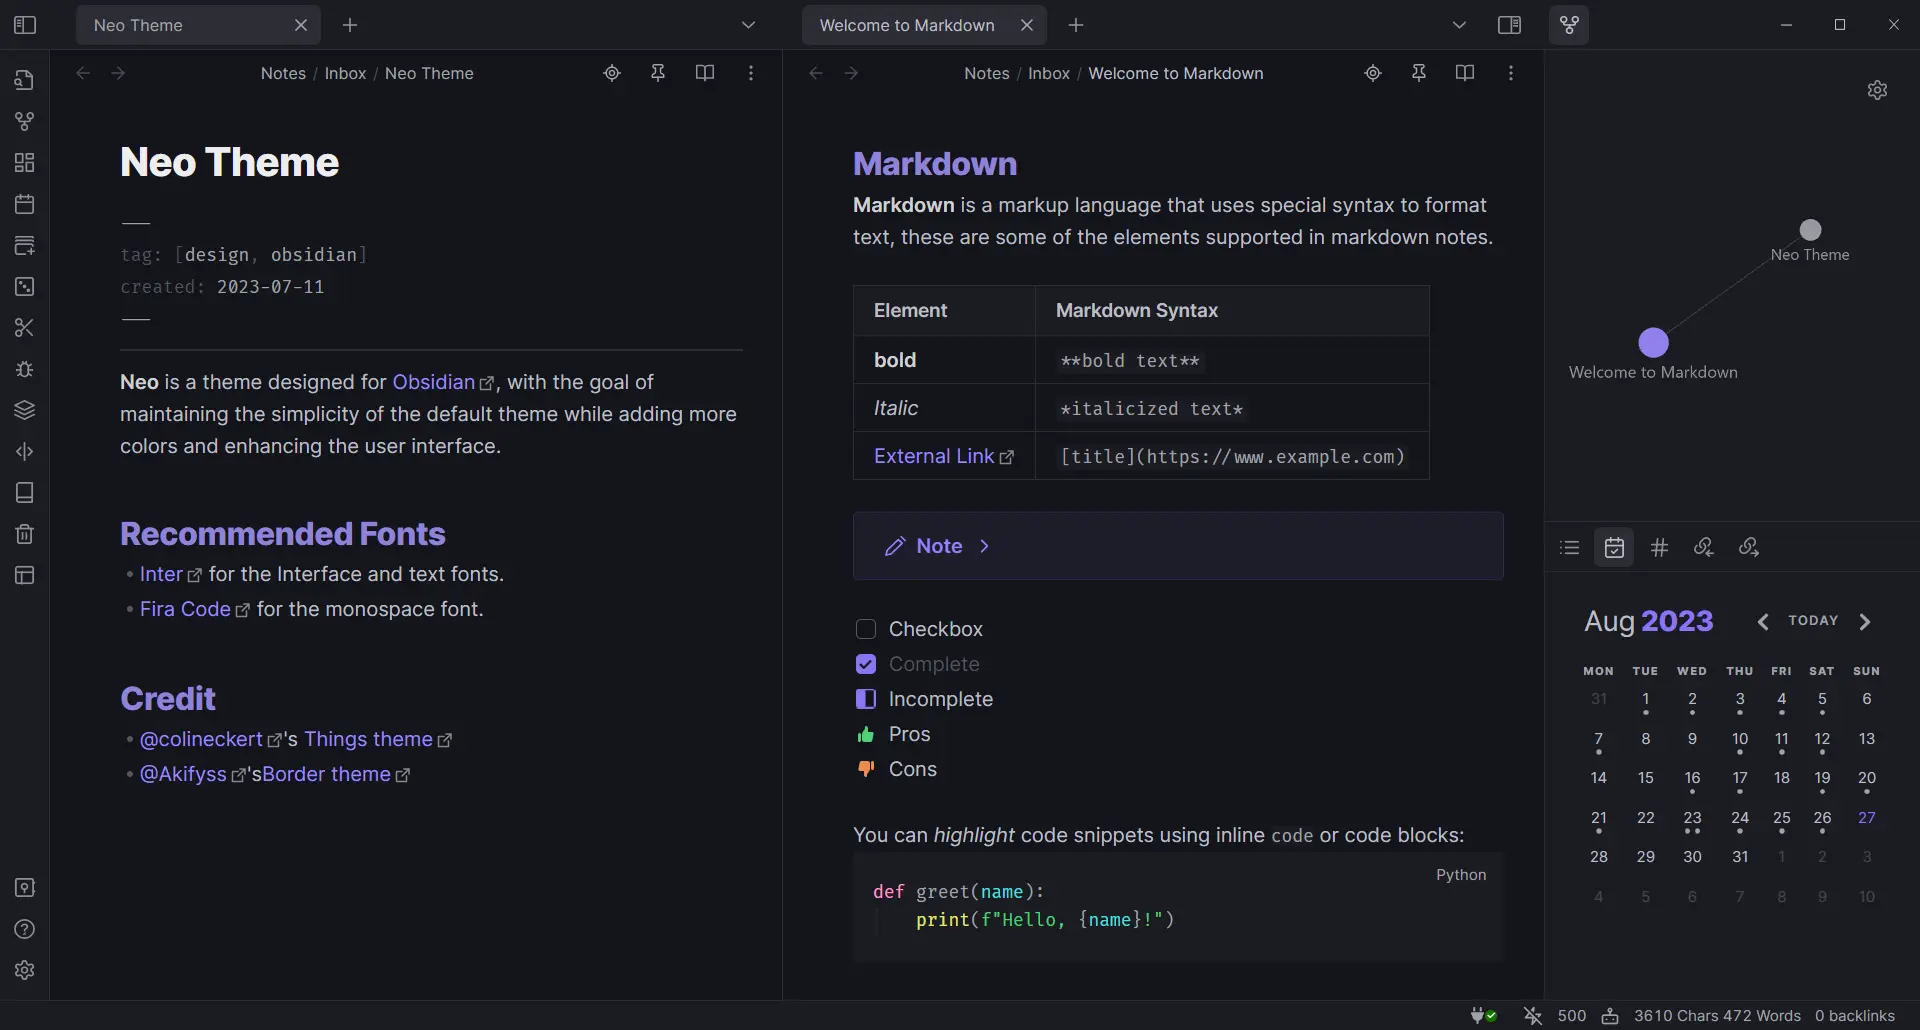 Neo Theme
Welcome to Markdown
Notes / Inbox / Neo Theme
Neo Theme
tag: [design, obsidian]
created: 2023-07-11
Neo is a theme designed for Obsidian, with the goal of
maintaining the simplicity of the default theme while adding more
colors and enhancing the user interface.
Recommended Fonts
• Inter for the Interface and text fonts.
• Fira Code for the monospace font.
Credit
• @colineckert's Things theme
• @Akifyss'sBorder theme
Notes / Inbox / Welcome to Markdown
Markdown
Markdown is a markup language that uses special syntax to format
text, these are some of the elements supported in markdown notes.
Element Markdown Syntax
bold **bold text**
Italic *italicized text*
External Link [title](https://www.example.com)
Note
Checkbox
Complete
Incomplete
Pros
Cons
You can highlight code snippets using inline code or code blocks:
Python
def greet(name):
    print(f"Hello, {name}!")
Neo Theme
Welcome to Markdown
Aug 2023 TODAY
MON TUE WED THU FRI SAT SUN
31 1 2 3 4 5 6
7 8 9 10 11 12 13
14 15 16 17 18 19 20
21 22 23 24 25 26 27
28 29 30 31 1 2 3
4 5 6 7 8 9 10
500 3610 Chars 472 Words 0 backlinks